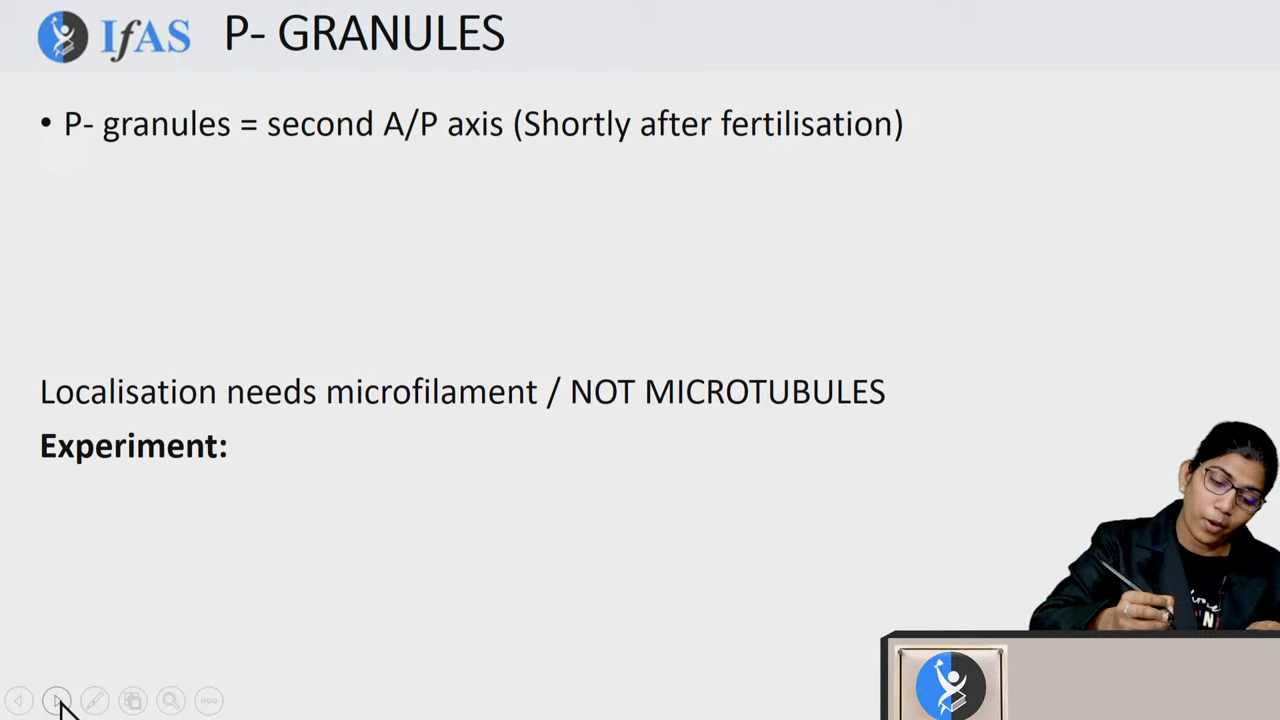 IfAS P- GRANULES
• P- granules = second A/P axis (Shortly after fertilisation)
Localisation needs microfilament / NOT MICROTUBULES
Experiment: